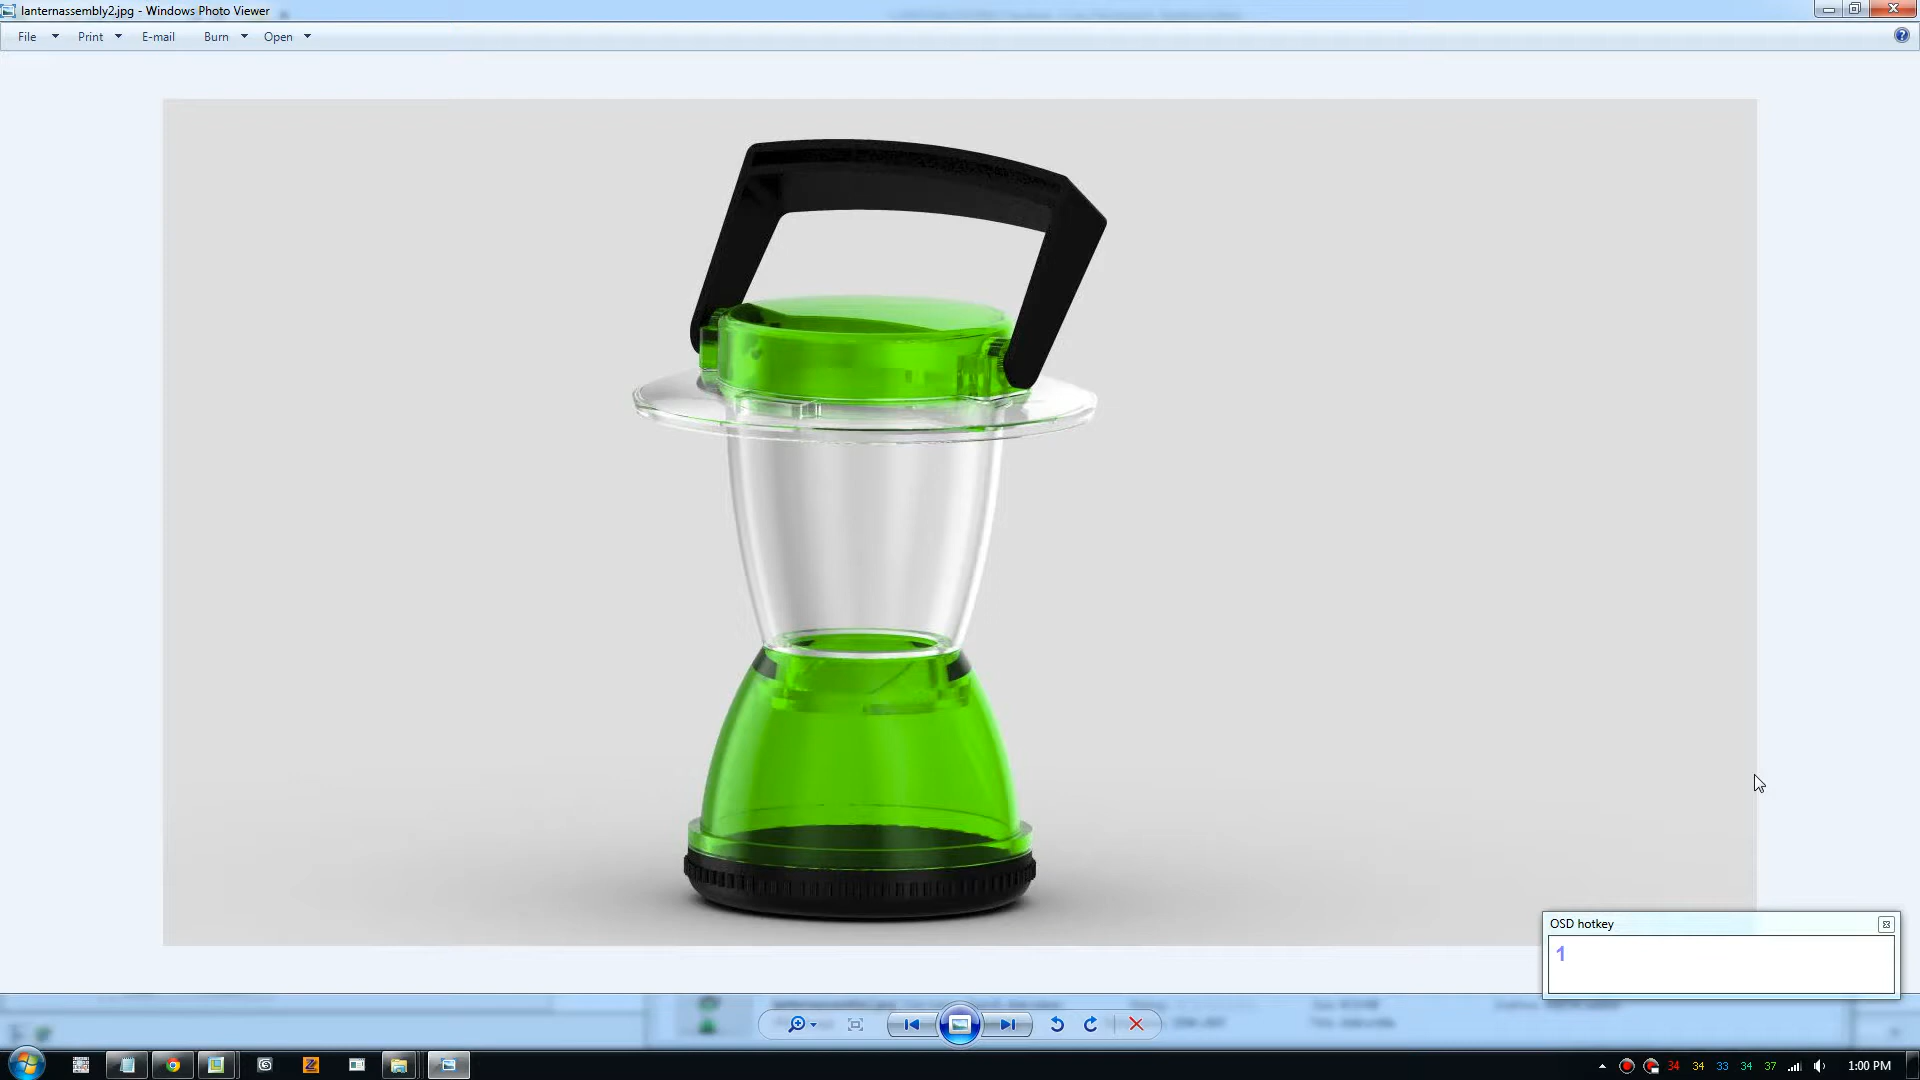 lanternassembly2.jpg - Windows Photo Viewer
File Print E-mail Burn Open
OSD hotkey
1
34 34 33 34 37 1:00 PM